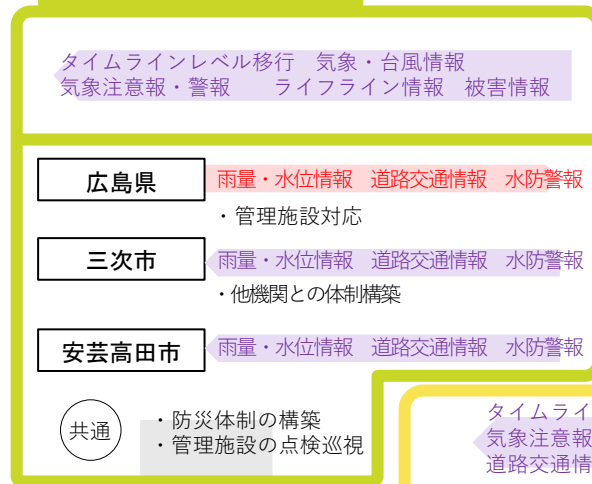 タイムラインレベル移行　気象・台風情報
気象注意報・警報　　ライフライン情報　被害情報
広島県
雨量・水位情報　道路交通情報　水防警報
・管理施設対応
三次市
雨量・水位情報　道路交通情報　水防警報
・他機関との体制構築
安芸高田市
雨量・水位情報　道路交通情報　水防警報
共通
・防災体制の構築
・管理施設の点検巡視
タイムライ
気象注意報
道路交通情